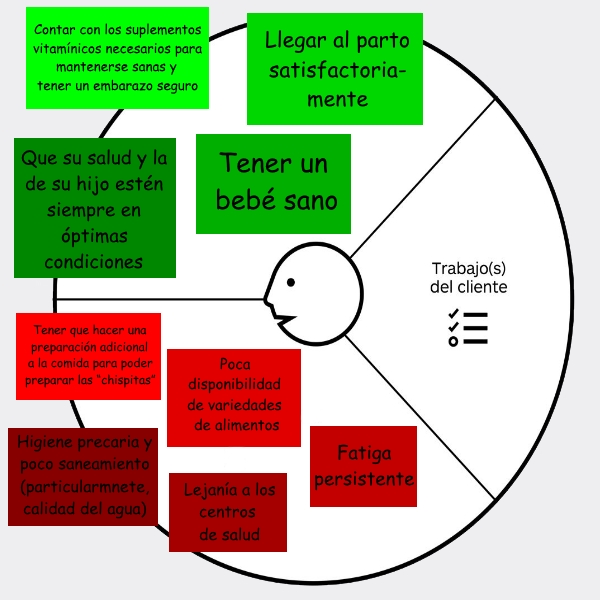 Contar con los suplementos
vitamínicos necesarios para
mantenerse sanas y
tener un embarazo seguro
Llegar al parto
satisfactoria-
mente
Que su salud y la
de su hijo estén
siempre en
óptimas
condiciones
Tener un
bebé sano
Trabajo(s)
del cliente
Tener que hacer una
preparación adicional
a la comida para poder
preparar las "chispitas"
Poca
disponibilidad
de variedades
de alimentos
Higiene precaria y
poco saneamiento
(particularmnete,
calidad del agua)
Fatiga
persistente
Lejanía a los
centros
de salud